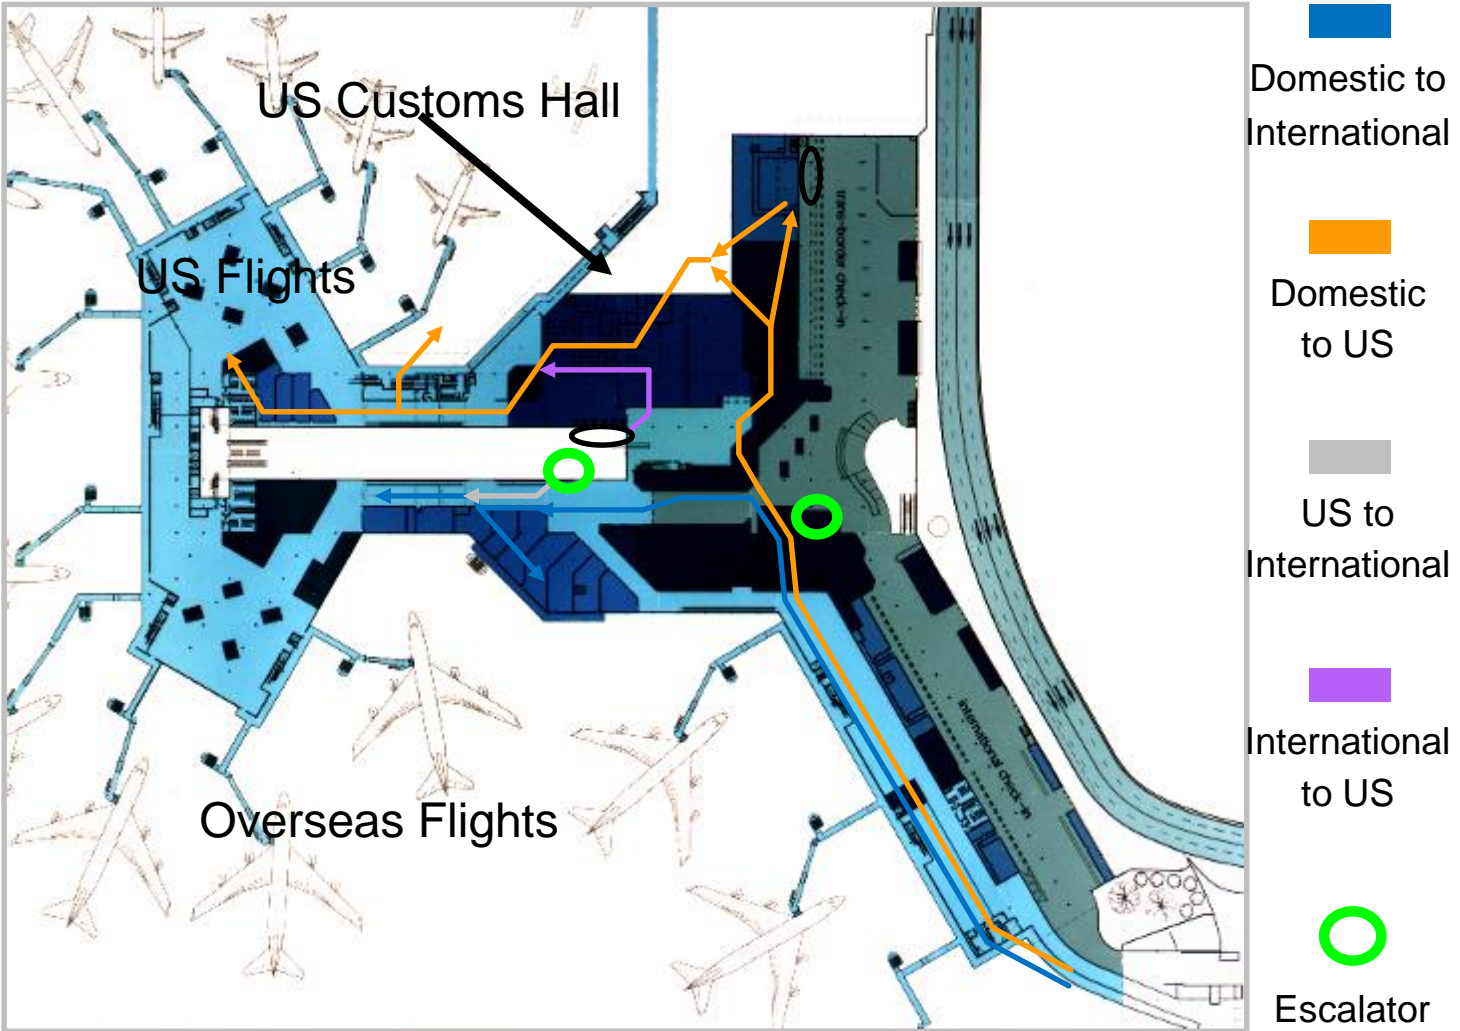 US Customs Hall
US Flights
Overseas Flights
trans-border check-in
international check-in
Domestic to
International
Domestic
to US
US to
International
International
to US
Escalator